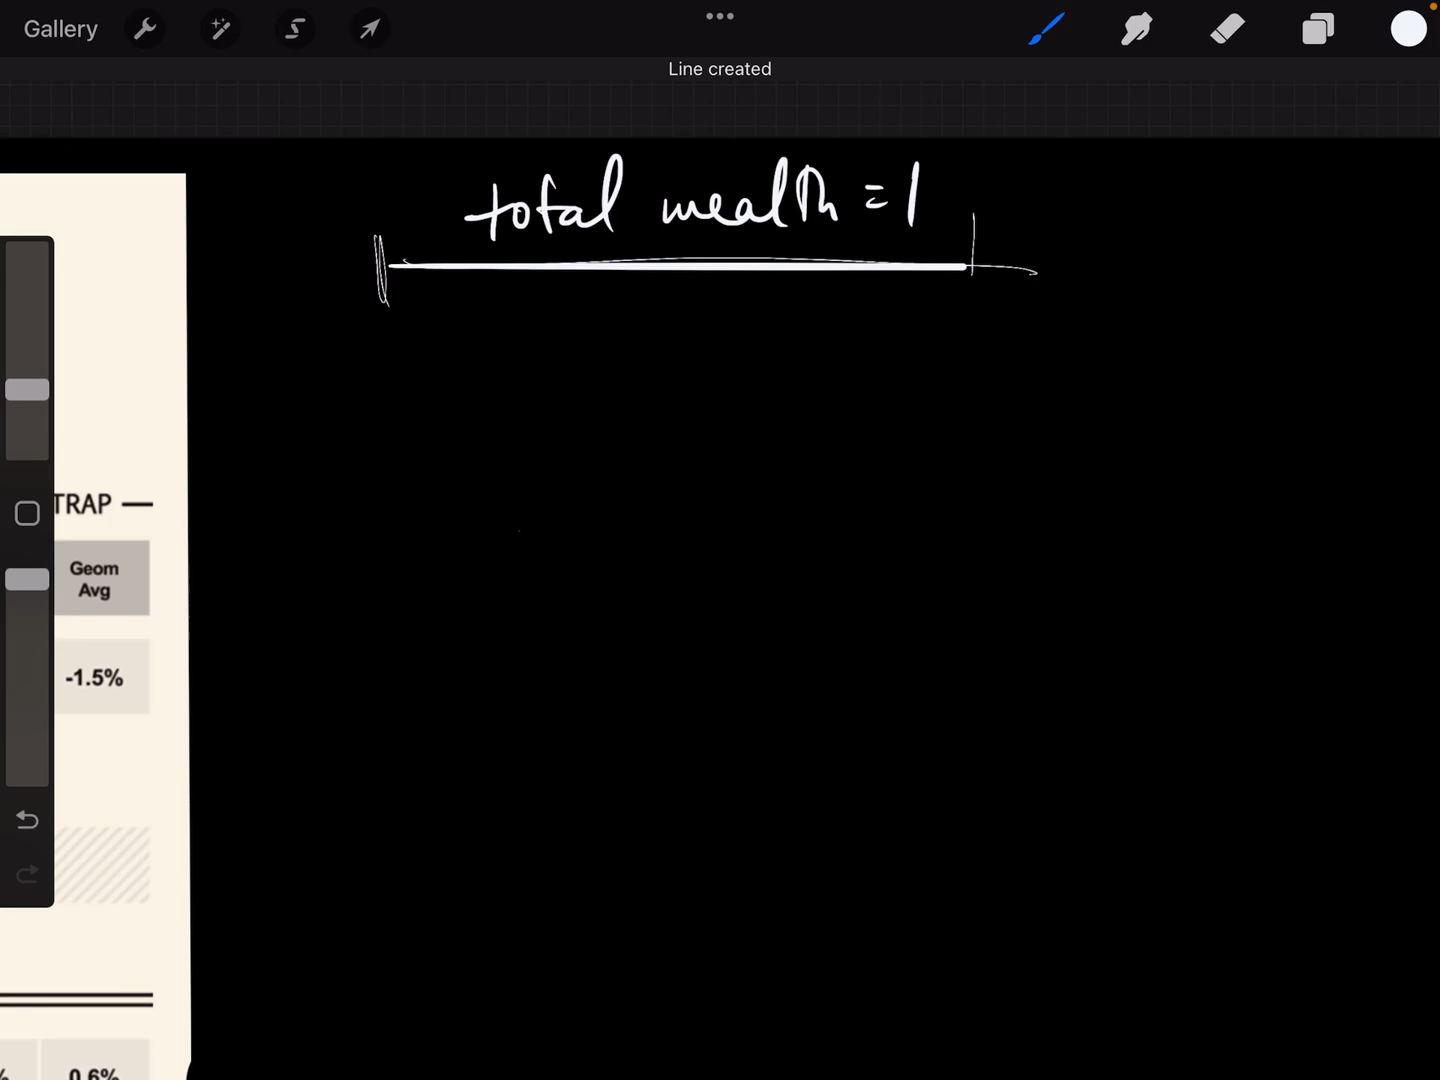 Gallery
Line created
total wealth = 1
TRAP —
Geom
Avg
-1.5%
% 0.6%